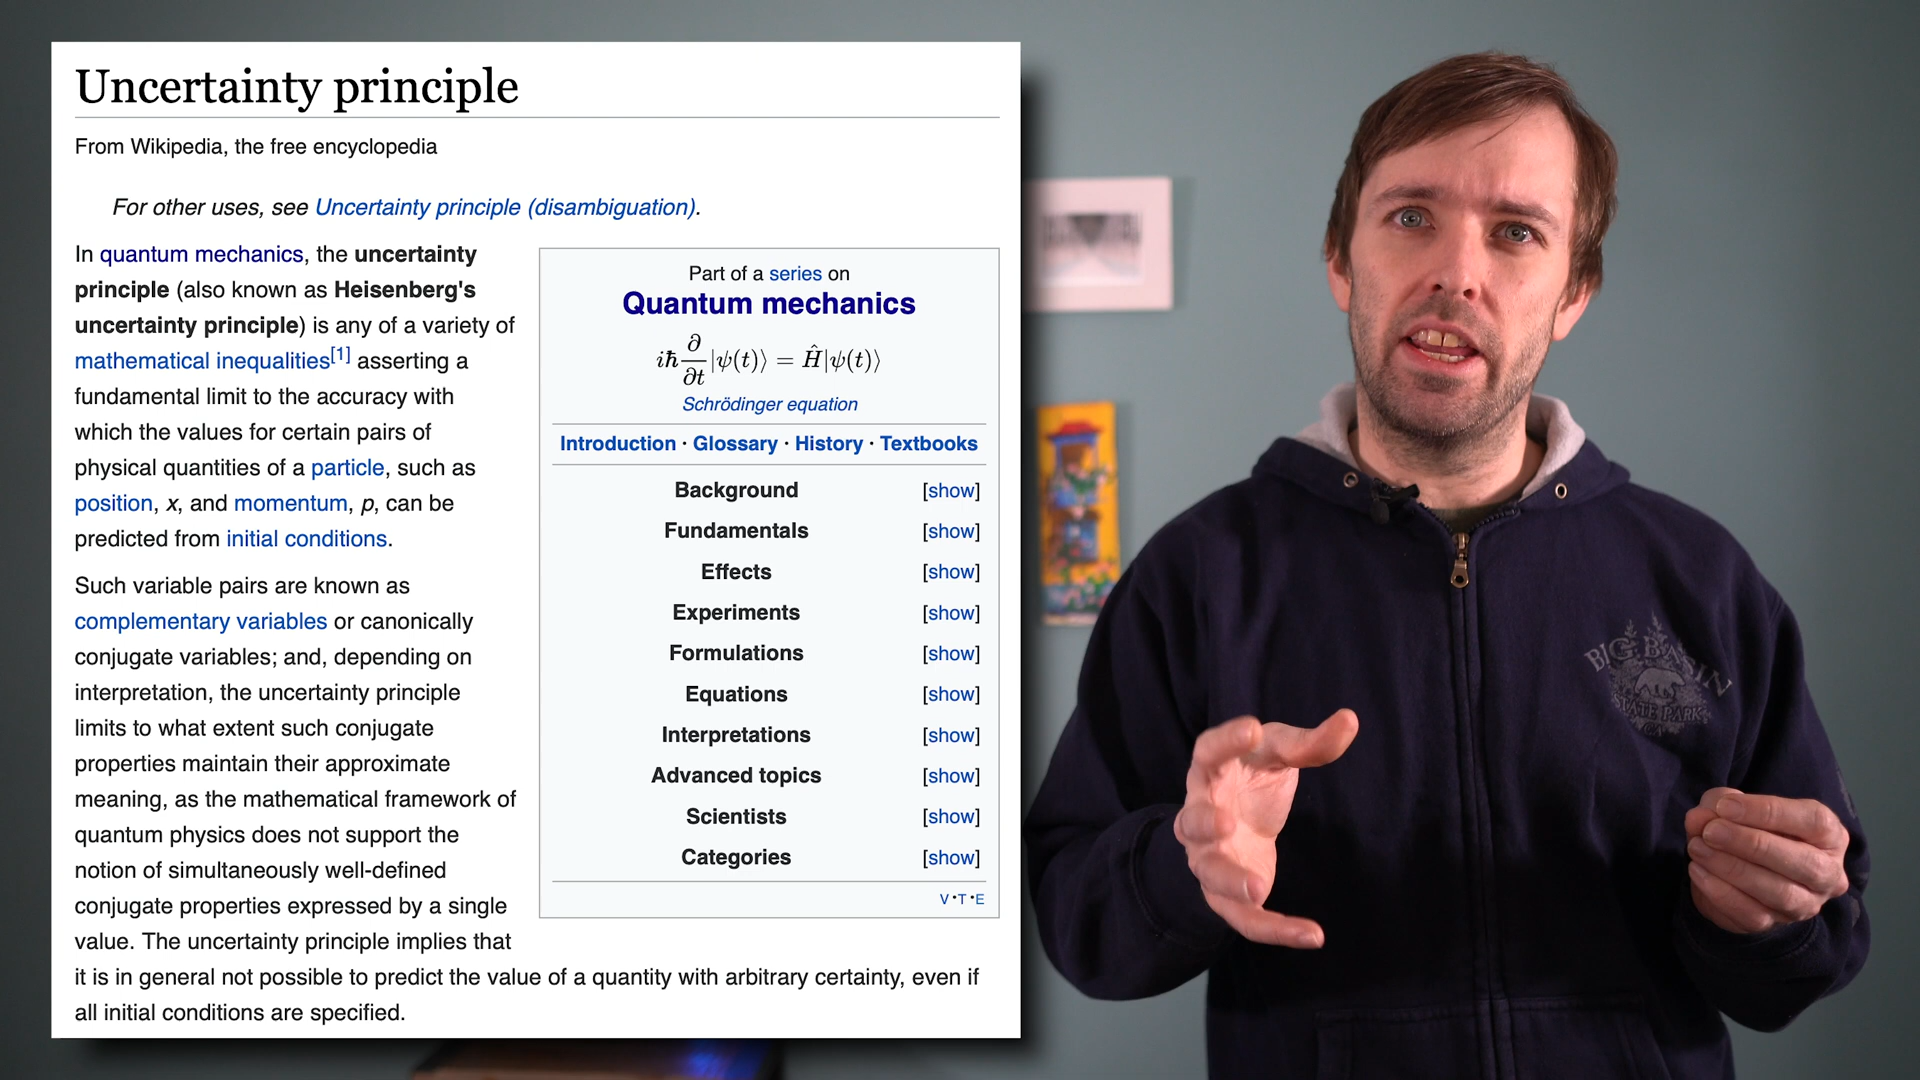 Uncertainty principle
From Wikipedia, the free encyclopedia
For other uses, see Uncertainty principle (disambiguation).
In quantum mechanics, the uncertainty
principle (also known as Heisenberg's
uncertainty principle) is any of a variety of
mathematical inequalities[1] asserting a
fundamental limit to the accuracy with
which the values for certain pairs of
physical quantities of a particle, such as
position, x, and momentum, p, can be
predicted from initial conditions.
Such variable pairs are known as
complementary variables or canonically
conjugate variables; and, depending on
interpretation, the uncertainty principle
limits to what extent such conjugate
properties maintain their approximate
meaning, as the mathematical framework of
quantum physics does not support the
notion of simultaneously well-defined
conjugate properties expressed by a single
value. The uncertainty principle implies that
it is in general not possible to predict the value of a quantity with arbitrary certainty, even if
all initial conditions are specified.
Part of a series on
Quantum mechanics
iħ ∂/∂t |ψ(t)⟩ = Ĥ|ψ(t)⟩
Schrödinger equation
Introduction · Glossary · History · Textbooks
Background [show]
Fundamentals [show]
Effects [show]
Experiments [show]
Formulations [show]
Equations [show]
Interpretations [show]
Advanced topics [show]
Scientists [show]
Categories [show]
V • T • E
BIG BASIN
STATE PARK
CA